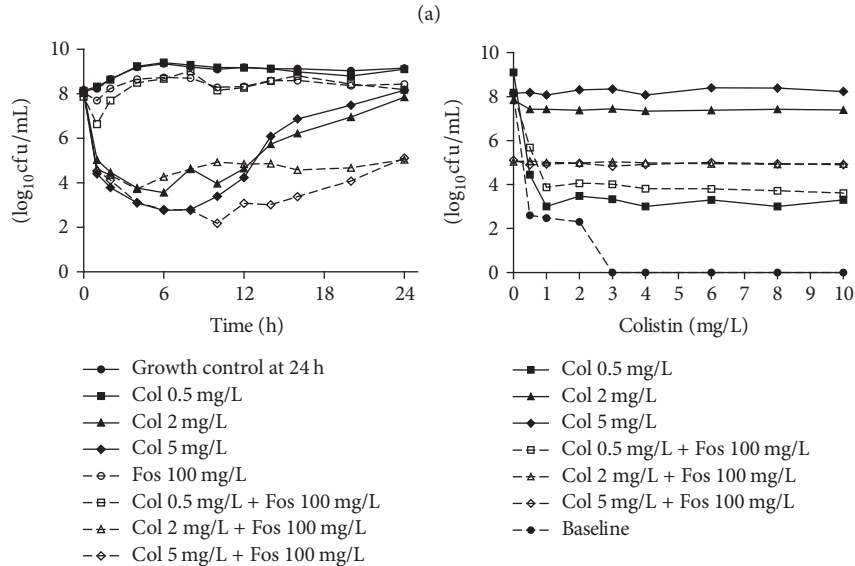 (a)
10
8
6
4
2
0
(log10 cfu/mL)
0
6
12
18
24
Time (h)
Growth control at 24 h
Col 0.5 mg/L
Col 2 mg/L
Col 5 mg/L
Fos 100 mg/L
Col 0.5 mg/L + Fos 100 mg/L
Col 2 mg/L + Fos 100 mg/L
Col 5 mg/L + Fos 100 mg/L
10
8
6
4
2
0
(log10 cfu/mL)
0
1
2
3
4
5
6
7
8
9
10
Colistin (mg/L)
Col 0.5 mg/L
Col 2 mg/L
Col 5 mg/L
Col 0.5 mg/L + Fos 100 mg/L
Col 2 mg/L + Fos 100 mg/L
Col 5 mg/L + Fos 100 mg/L
Baseline